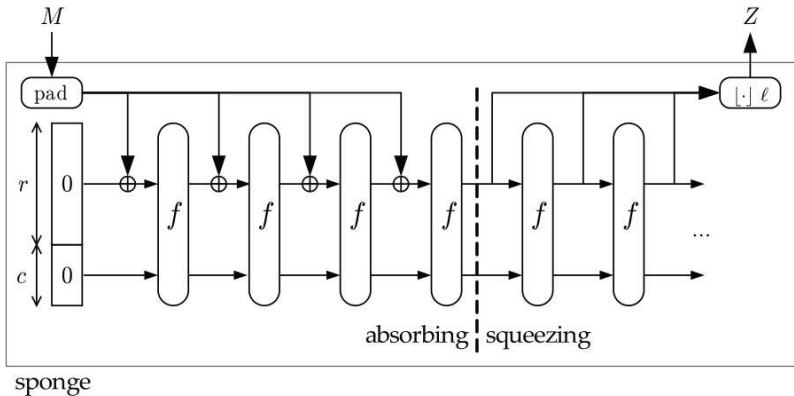 M Z
pad ⌊·⌋ ℓ
r 0 f f f f f f
...
c 0
absorbing squeezing
sponge